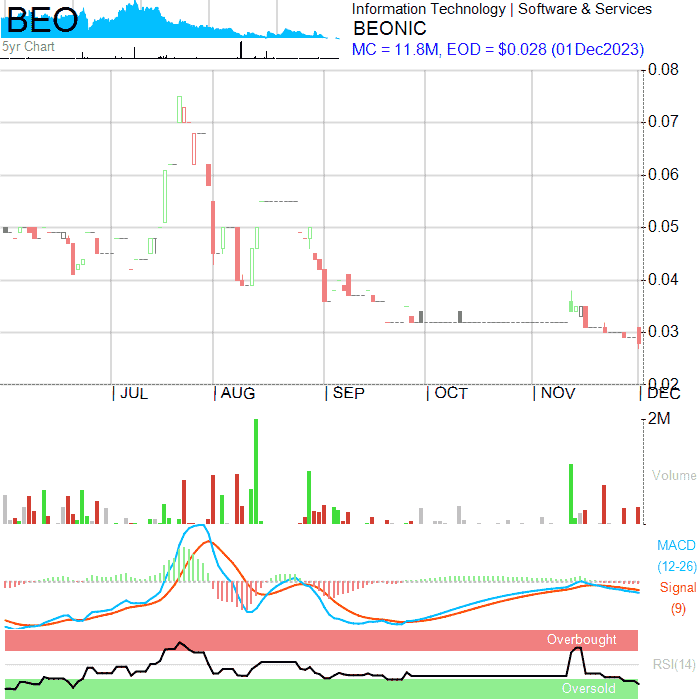 BEO
Information Technology | Software & Services
BEONIC
5yr Chart
MC = 11.8M, EOD = $0.028 (01Dec2023)
0.08
0.07
0.06
0.05
0.04
0.03
0.02
| JUL | AUG | SEP | OCT | NOV | DEC
2M
Volume
MACD
(12-26)
Signal
(9)
Overbought
RSI(14)
Oversold